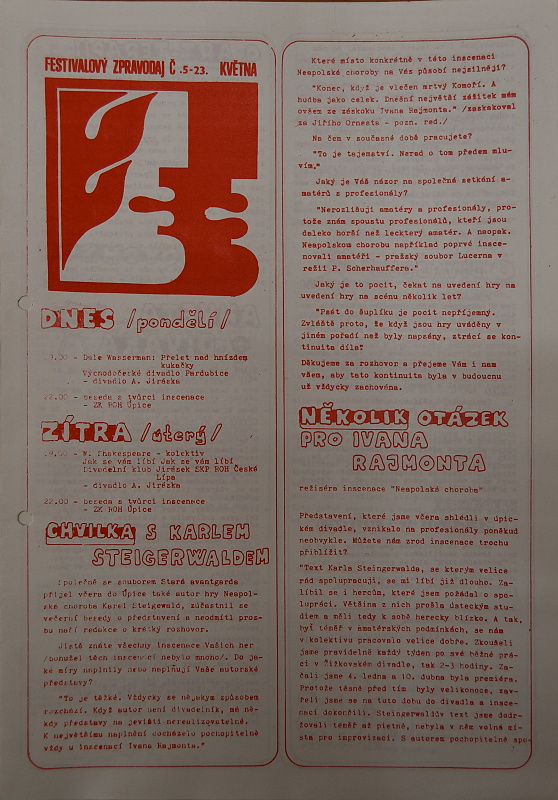 FESTIVALOVÝ ZPRAVODAJ Č .5-23. KVĚTNA
DNES /pondělí/
19.00 - Dale Wasserman: Přelet nad hnízdem
kukačky
Východočeské divadlo Pardubice
- divadlo A. Jiráska
22.00 - beseda s tvůrci inscenace
- ZK ROH Úpice
ZÍTRA /úterý/
19.00 - W. Shakespeare - kolektiv
Jak se vám líbí Jak se vám líbí
Divadelní klub Jirásek SKP ROH Česká
Lípa
- divadlo A. Jiráska
22.00 - beseda s tvůrci inscenace
- ZK ROH Úpice
CHVILKA S KARLEM
STEIGERWALDEM
Společně se souborem Stará avantgarda
přijel včera do Úpice také autor hry Neapol-
ská choroba Karel Steigewald, zúčastnil se
večerní besedy o představení a neodmítl pros-
bu naší redakce o krátký rozhovor.
Jistě znáte všechny inscenace Vašich her
/bohužel těch inscenací nebylo mnoho/. Do ja-
ké míry naplnily nebo naplňují Vaše autorské
představy?
"To je těžké. Vždycky se nějakým způsobem
rozchází. Když autor není divadelník, má ně-
kdy představy na jevišti nerealizovatelné.
K největšímu naplnění docházelo pochopitelně
vždy u inscenací Ivana Rajmonta."
Které místo konkrétně v této inscenaci
Neapolské choroby na Vás působí nejsilněji?
"Konec, když je vlečen mrtvý Komoří. A
hudba jako celek. Dnešní největší zážitek mám
ovšem ze záskoku Ivana Rajmonta." /zaskakoval
za Jiřího Ornesta - pozn. red./
Na čem v současné době pracujete?
"To je tajemství. Nerad o tom předem mlu-
vím."
Jaký je Váš názor na společné setkání a-
matérů s profesionály?
"Nerozlišuji amatéry a profesionály, pro-
tože znám spoustu profesionálů, kteří jsou
daleko horší než leckterý amatér. A naopak.
Neapolskou chorobu například poprvé insce-
novali amatéři - pražský soubor Lucerna v
režii P. Scherhauffera."
Jaký je to pocit, čekat na uvedení hry na
uvedení hry na scénu několik let?
"Psát do šuplíku je pocit nepříjemný.
Zvláště proto, že když jsou hry uváděny v
jiném pořadí než byly napsány, ztrácí se kon-
tinuita díla?
Děkujeme za rozhovor a přejeme Vám i nam
všem, aby tato kontinuita byla v budoucnu
už vždycky zachována.
NĚKOLIK OTÁZEK
PRO IVANA
RAJMONTA
režiséra inscenace "Neapolská choroba"
Představení, které jsme včera shlédli v úpic-
kém divadle, vznikalo na profesionály poněkud
neobvykle. Můžete nám zrod inscenace trochu
přiblížit?
"Text Karla Steigerwalda, se kterým velice
rád spolupracuji, se mi líbí již dlouho. Za-
líbil se i hercům, které jsem požádal o spo-
lupráci. Většina z nich prošla ústeckým stu-
diem a měli tedy k sobě herecky blízko. A tak,
byť téměř v amatérských podmínkách, se nám
v kolektivu pracovalo velice dobře. Zkoušeli
jsme pravidelně každý týden po své běžné prá-
ci v Žižkovském divadle, tak 2-3 hodiny. Za-
čali jsme 4. ledna a 10. dubna byla premiéra.
Protože těsně před tím byly velikonoce, zav-
řeli jsme se na tuto dobu do divadla a insce-
naci dokončili. Steigerwaldův text jsme dodr-
žovali téměř až pietně, nebyla v něm volná mí-
sta pro improvizaci. S autorem pochopitelně spo-